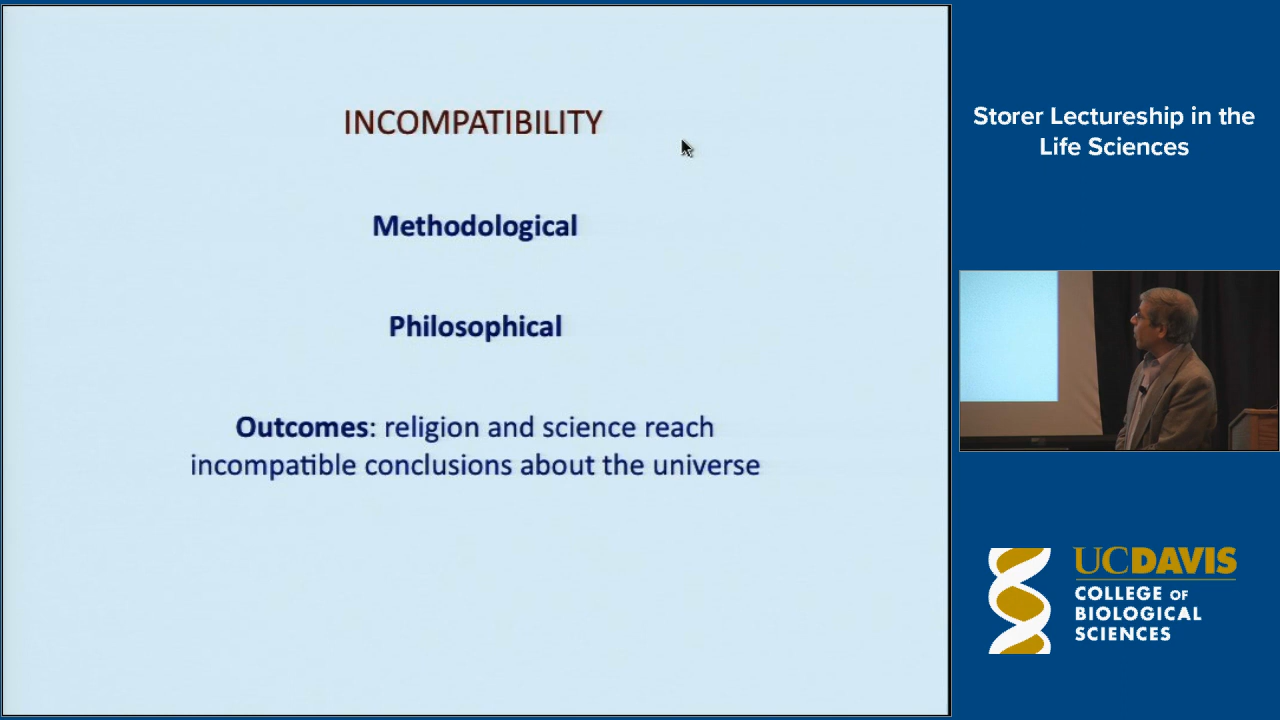 INCOMPATIBILITY
Methodological
Philosophical
Outcomes: religion and science reach
incompatible conclusions about the universe
Storer Lectureship in the
Life Sciences
UCDAVIS
COLLEGE OF
BIOLOGICAL
SCIENCES